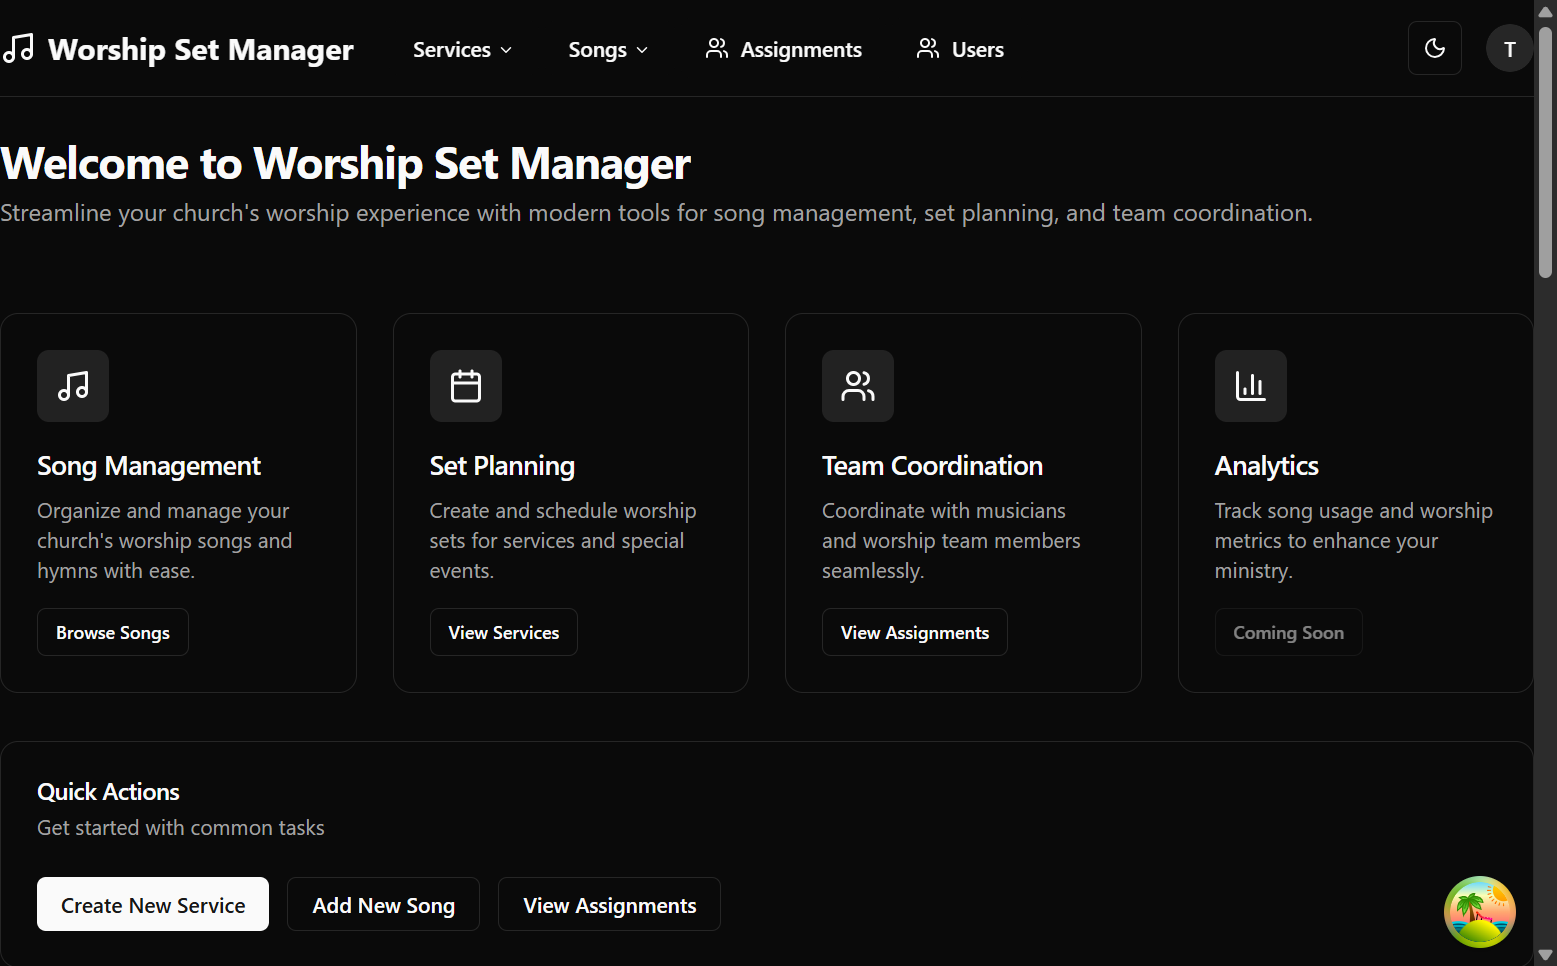 Worship Set Manager
Services
Songs
Assignments
Users
T
Welcome to Worship Set Manager
Streamline your church's worship experience with modern tools for song management, set planning, and team coordination.
Song Management
Organize and manage your
church's worship songs and
hymns with ease.
Browse Songs
Set Planning
Create and schedule worship
sets for services and special
events.
View Services
Team Coordination
Coordinate with musicians
and worship team members
seamlessly.
View Assignments
Analytics
Track song usage and worship
metrics to enhance your
ministry.
Coming Soon
Quick Actions
Get started with common tasks
Create New Service
Add New Song
View Assignments